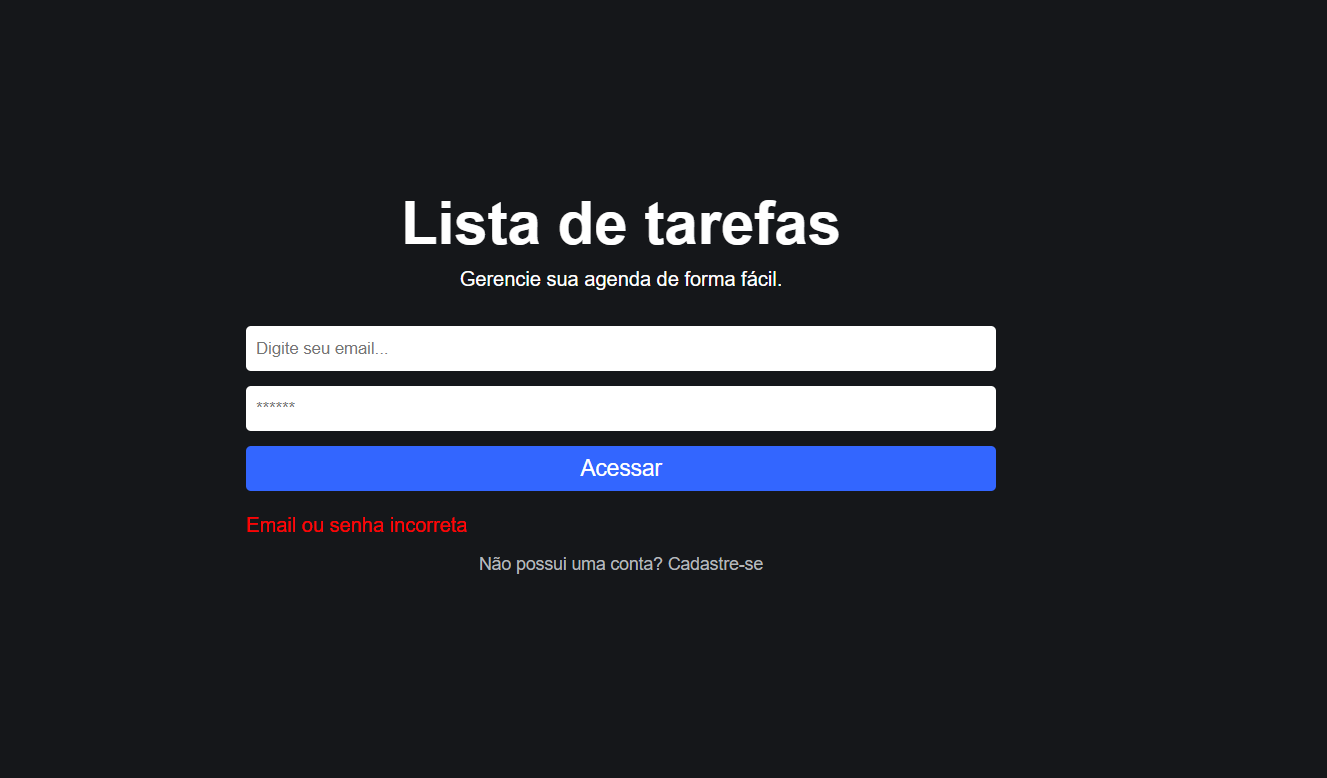 Lista de tarefas
Gerencie sua agenda de forma fácil.
Digite seu email...
******
Acessar
Email ou senha incorreta
Não possui uma conta? Cadastre-se